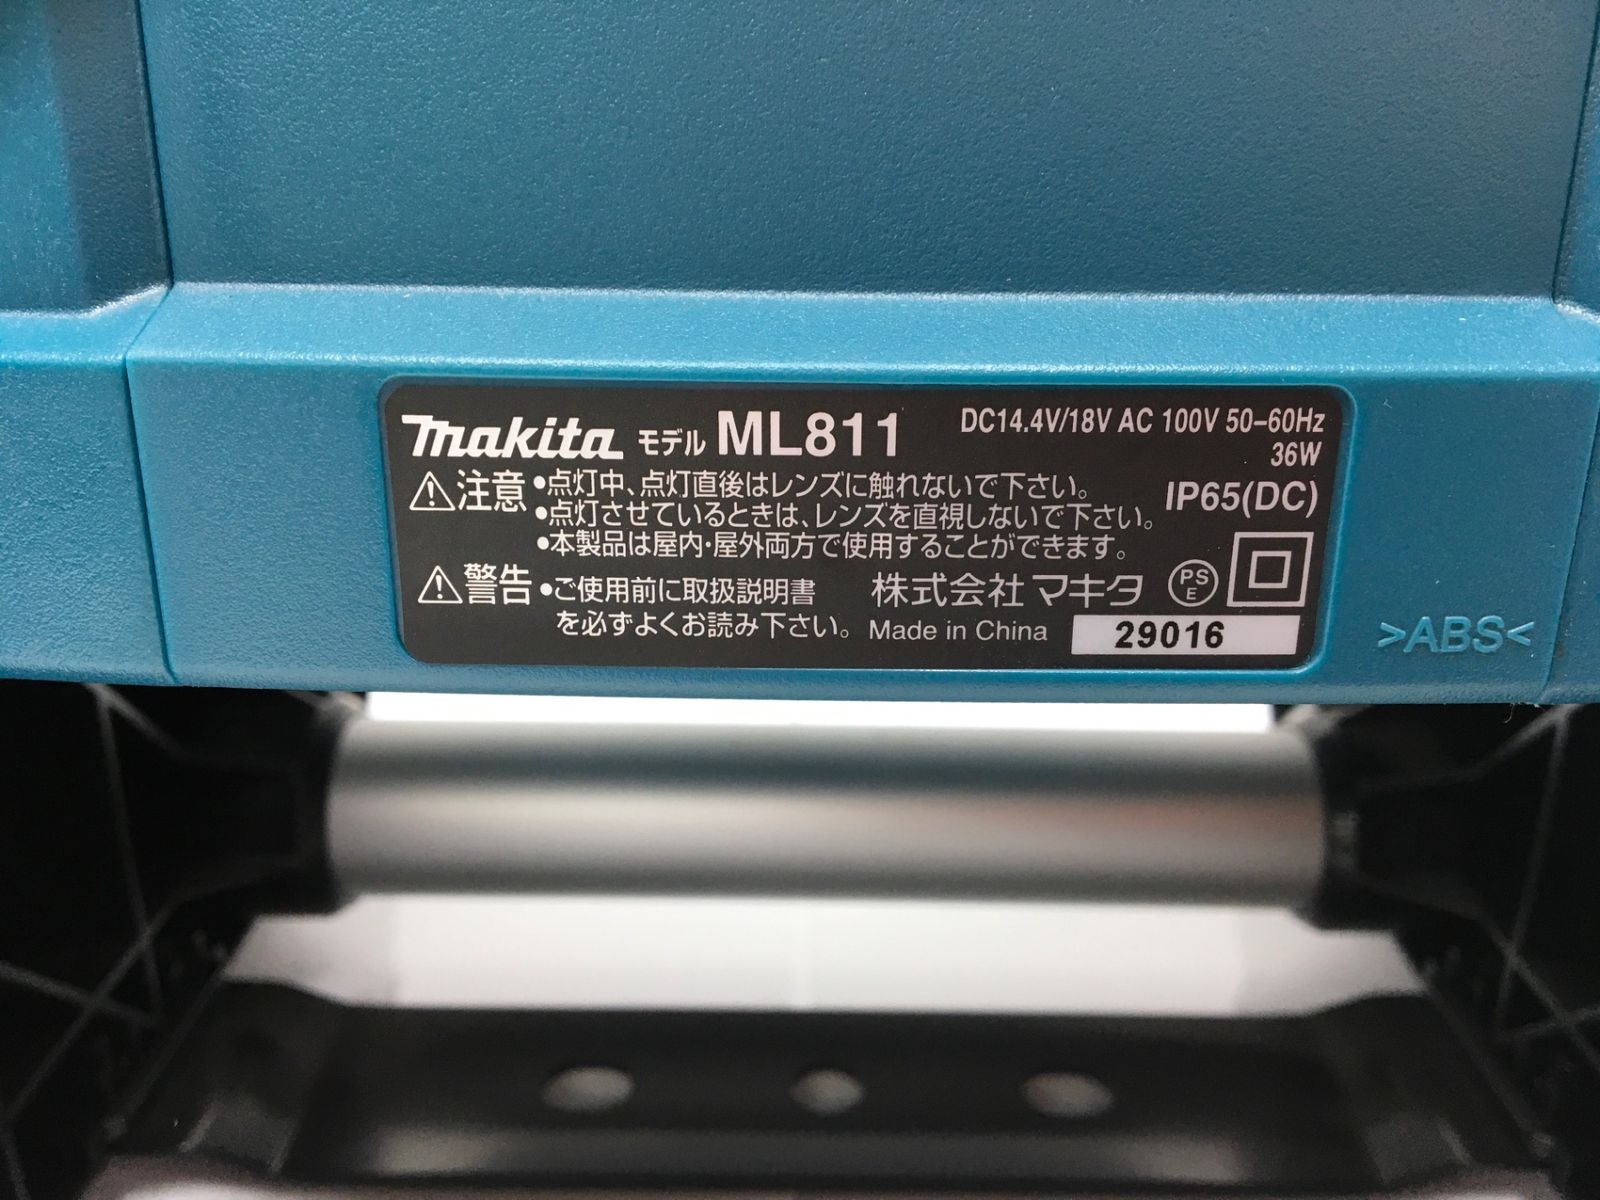 makita モデル ML811 DC14.4V/18V AC 100V 50-60Hz
36W
注意 •点灯中、点灯直後はレンズに触れないで下さい。 IP65(DC)
•点灯させているときは、レンズを直視しないで下さい。
•本製品は屋内・屋外両方で使用することができます。
警告 •ご使用前に取扱説明書 株式会社 マキタ PS E
を必ずよくお読み下さい。 Made in China 29016
>ABS<